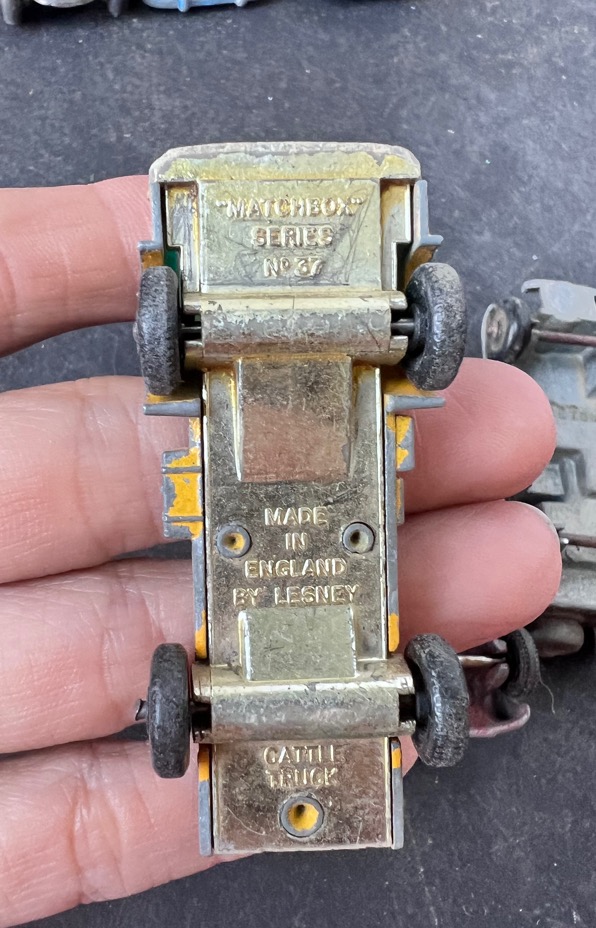 "MATCHBOX"
SERIES
Nº 37
MADE
IN
ENGLAND
BY LESNEY
CATTLE
TRUCK